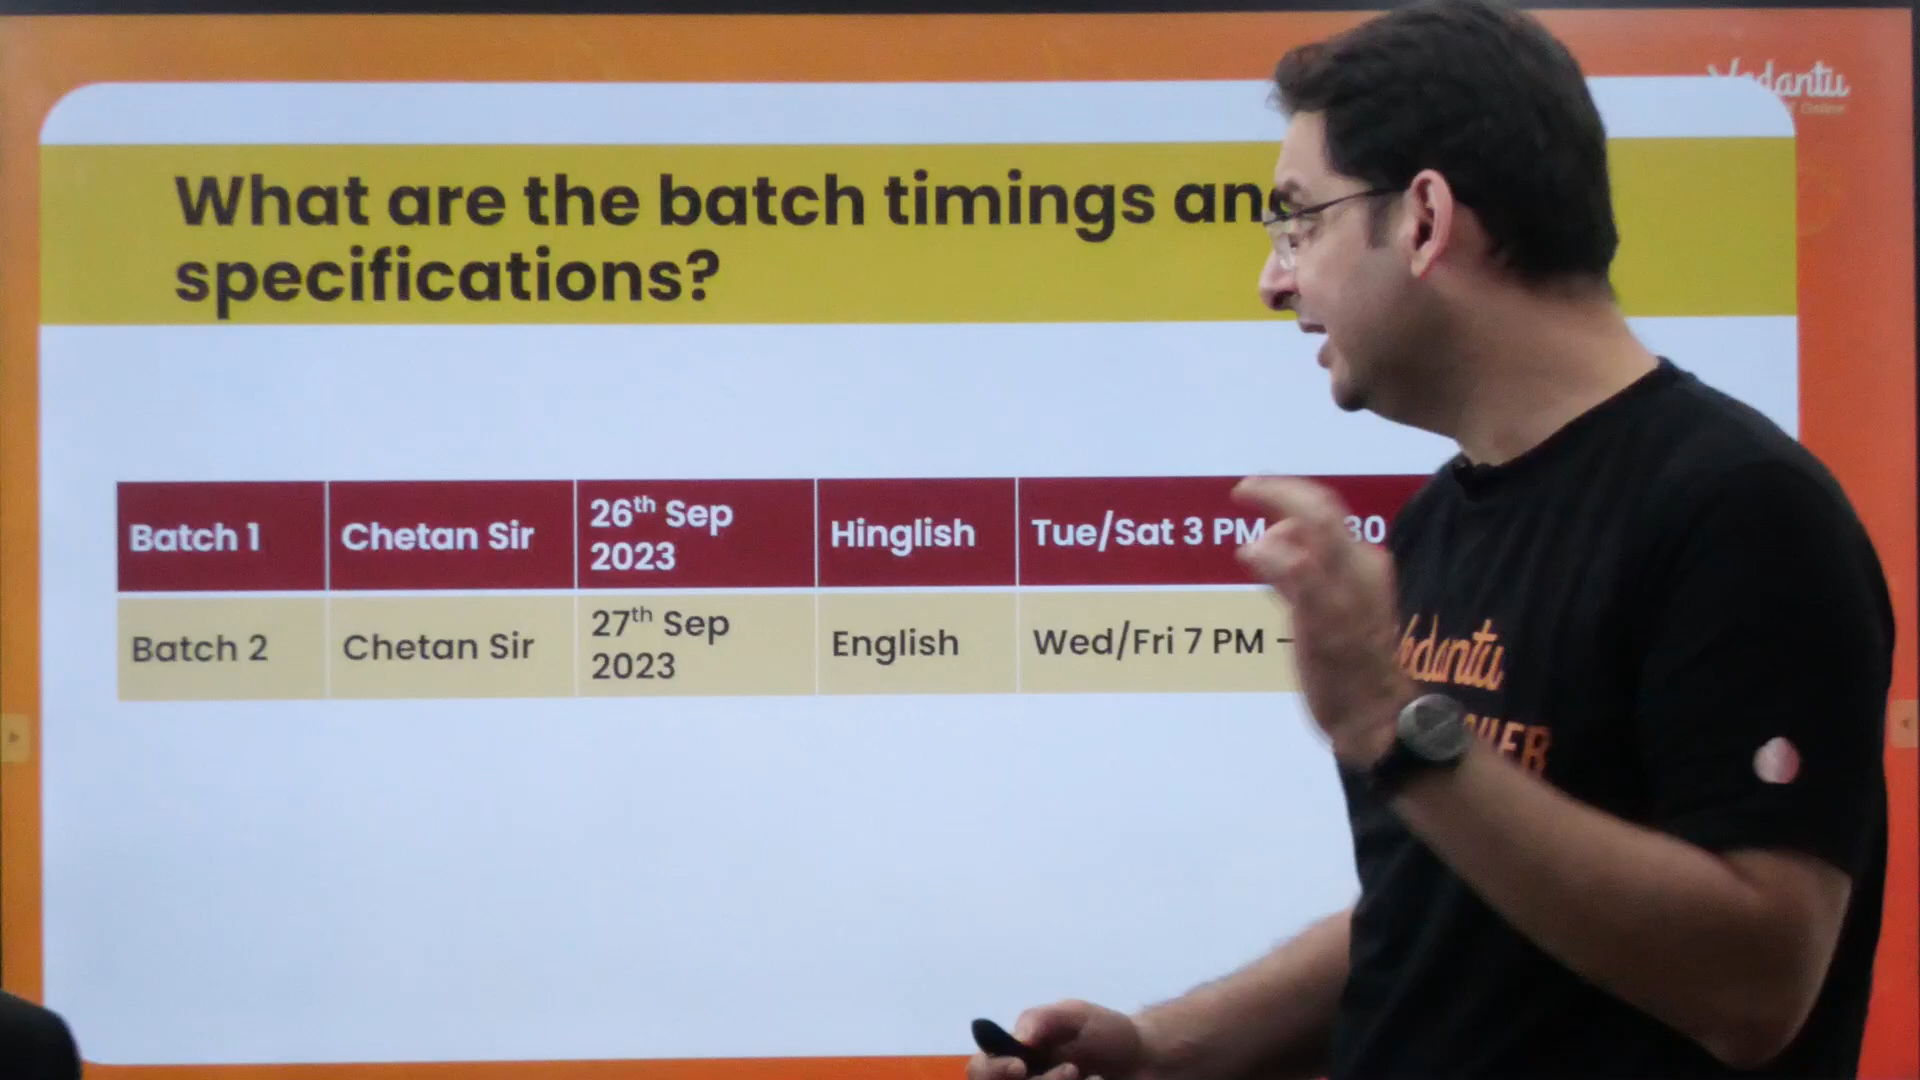 Vedantu
What are the batch timings and
specifications?
Batch 1
Chetan Sir
26th Sep
2023
Hinglish
Tue/Sat 3 PM
30
Batch 2
Chetan Sir
27th Sep
2023
English
Wed/Fri 7 PM –
Vedantu